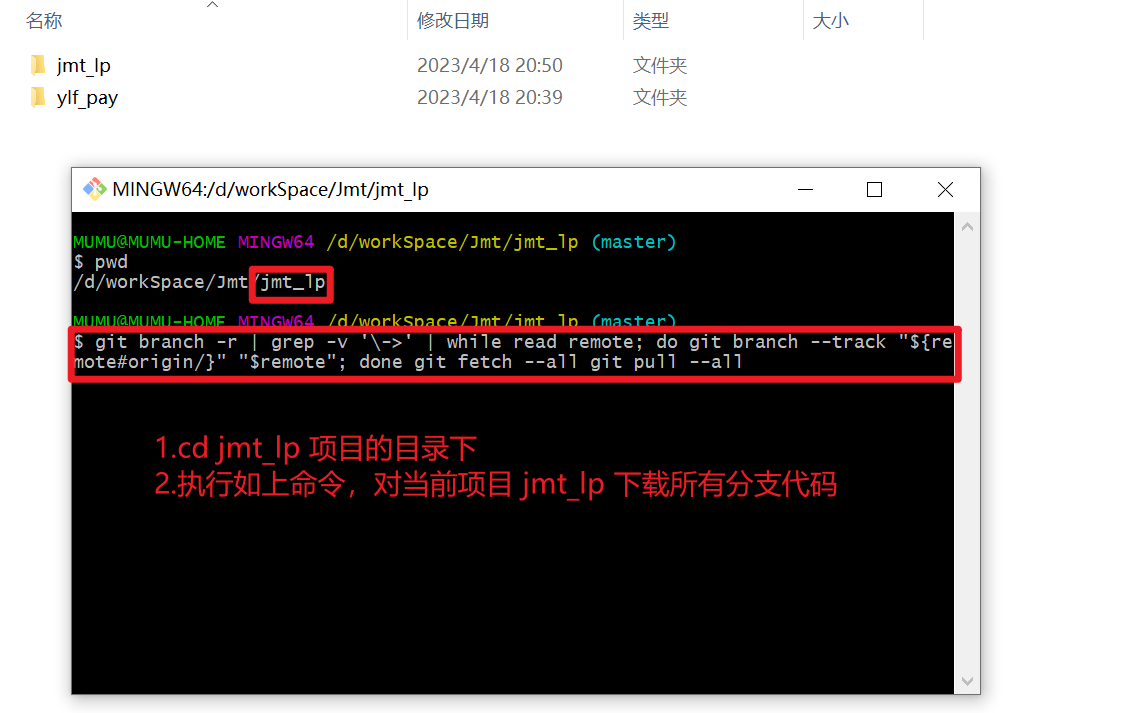 名称 修改日期 类型 大小
jmt_lp 2023/4/18 20:50 文件夹
ylf_pay 2023/4/18 20:39 文件夹
MINGW64:/d/workSpace/Jmt/jmt_lp
MUMU@MUMU-HOME MINGW64 /d/workSpace/Jmt/jmt_lp (master)
$ pwd
/d/workSpace/Jmt/jmt_lp
MUMU@MUMU-HOME MINGW64 /d/workSpace/Jmt/jmt_lp (master)
$ git branch -r | grep -v '\->' | while read remote; do git branch --track "${re
mote#origin/}" "$remote"; done git fetch --all git pull --all
1.cd jmt_lp 项目的目录下
2.执行如上命令，对当前项目 jmt_lp 下载所有分支代码